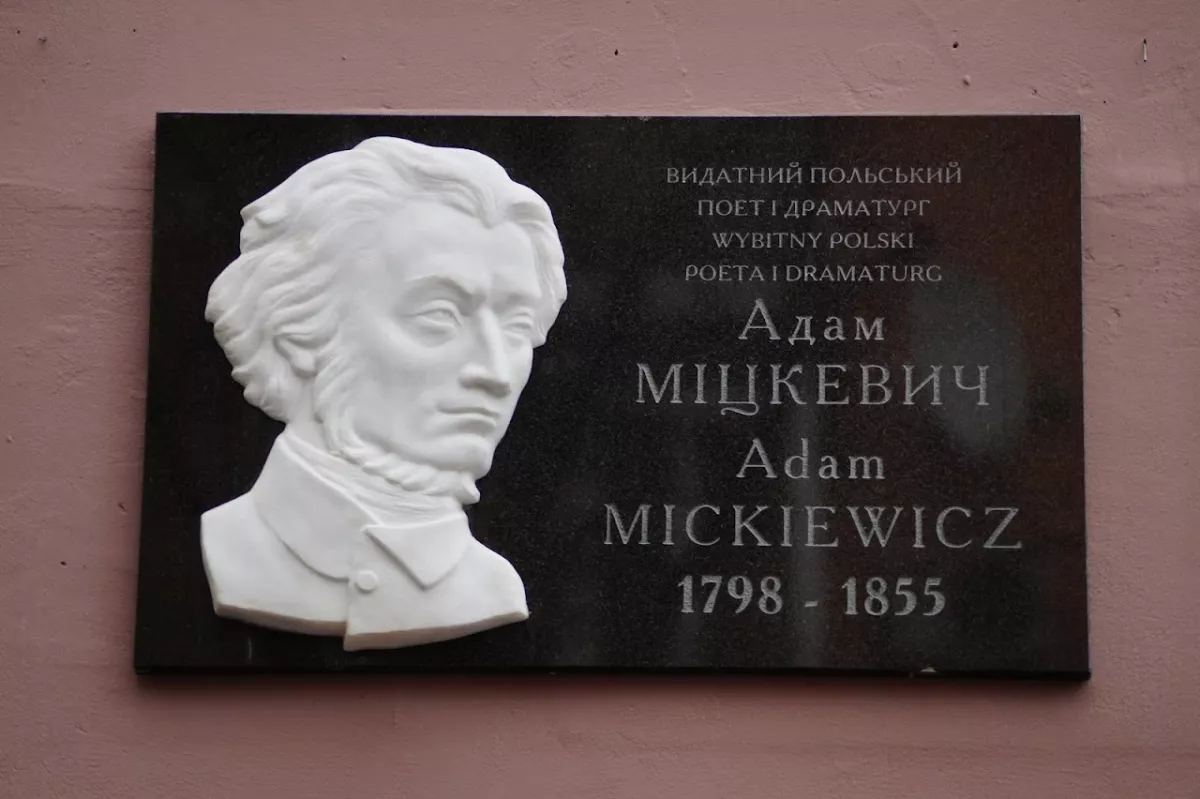 ВИДАТНИЙ ПОЛЬСЬКИЙ
ПОЕТ І ДРАМАТУРГ
WYBITNY POLSKI
POETA I DRAMATURG
Адам
МІЦКЕВИЧ
Adam
MICKIEWICZ
1798 - 1855